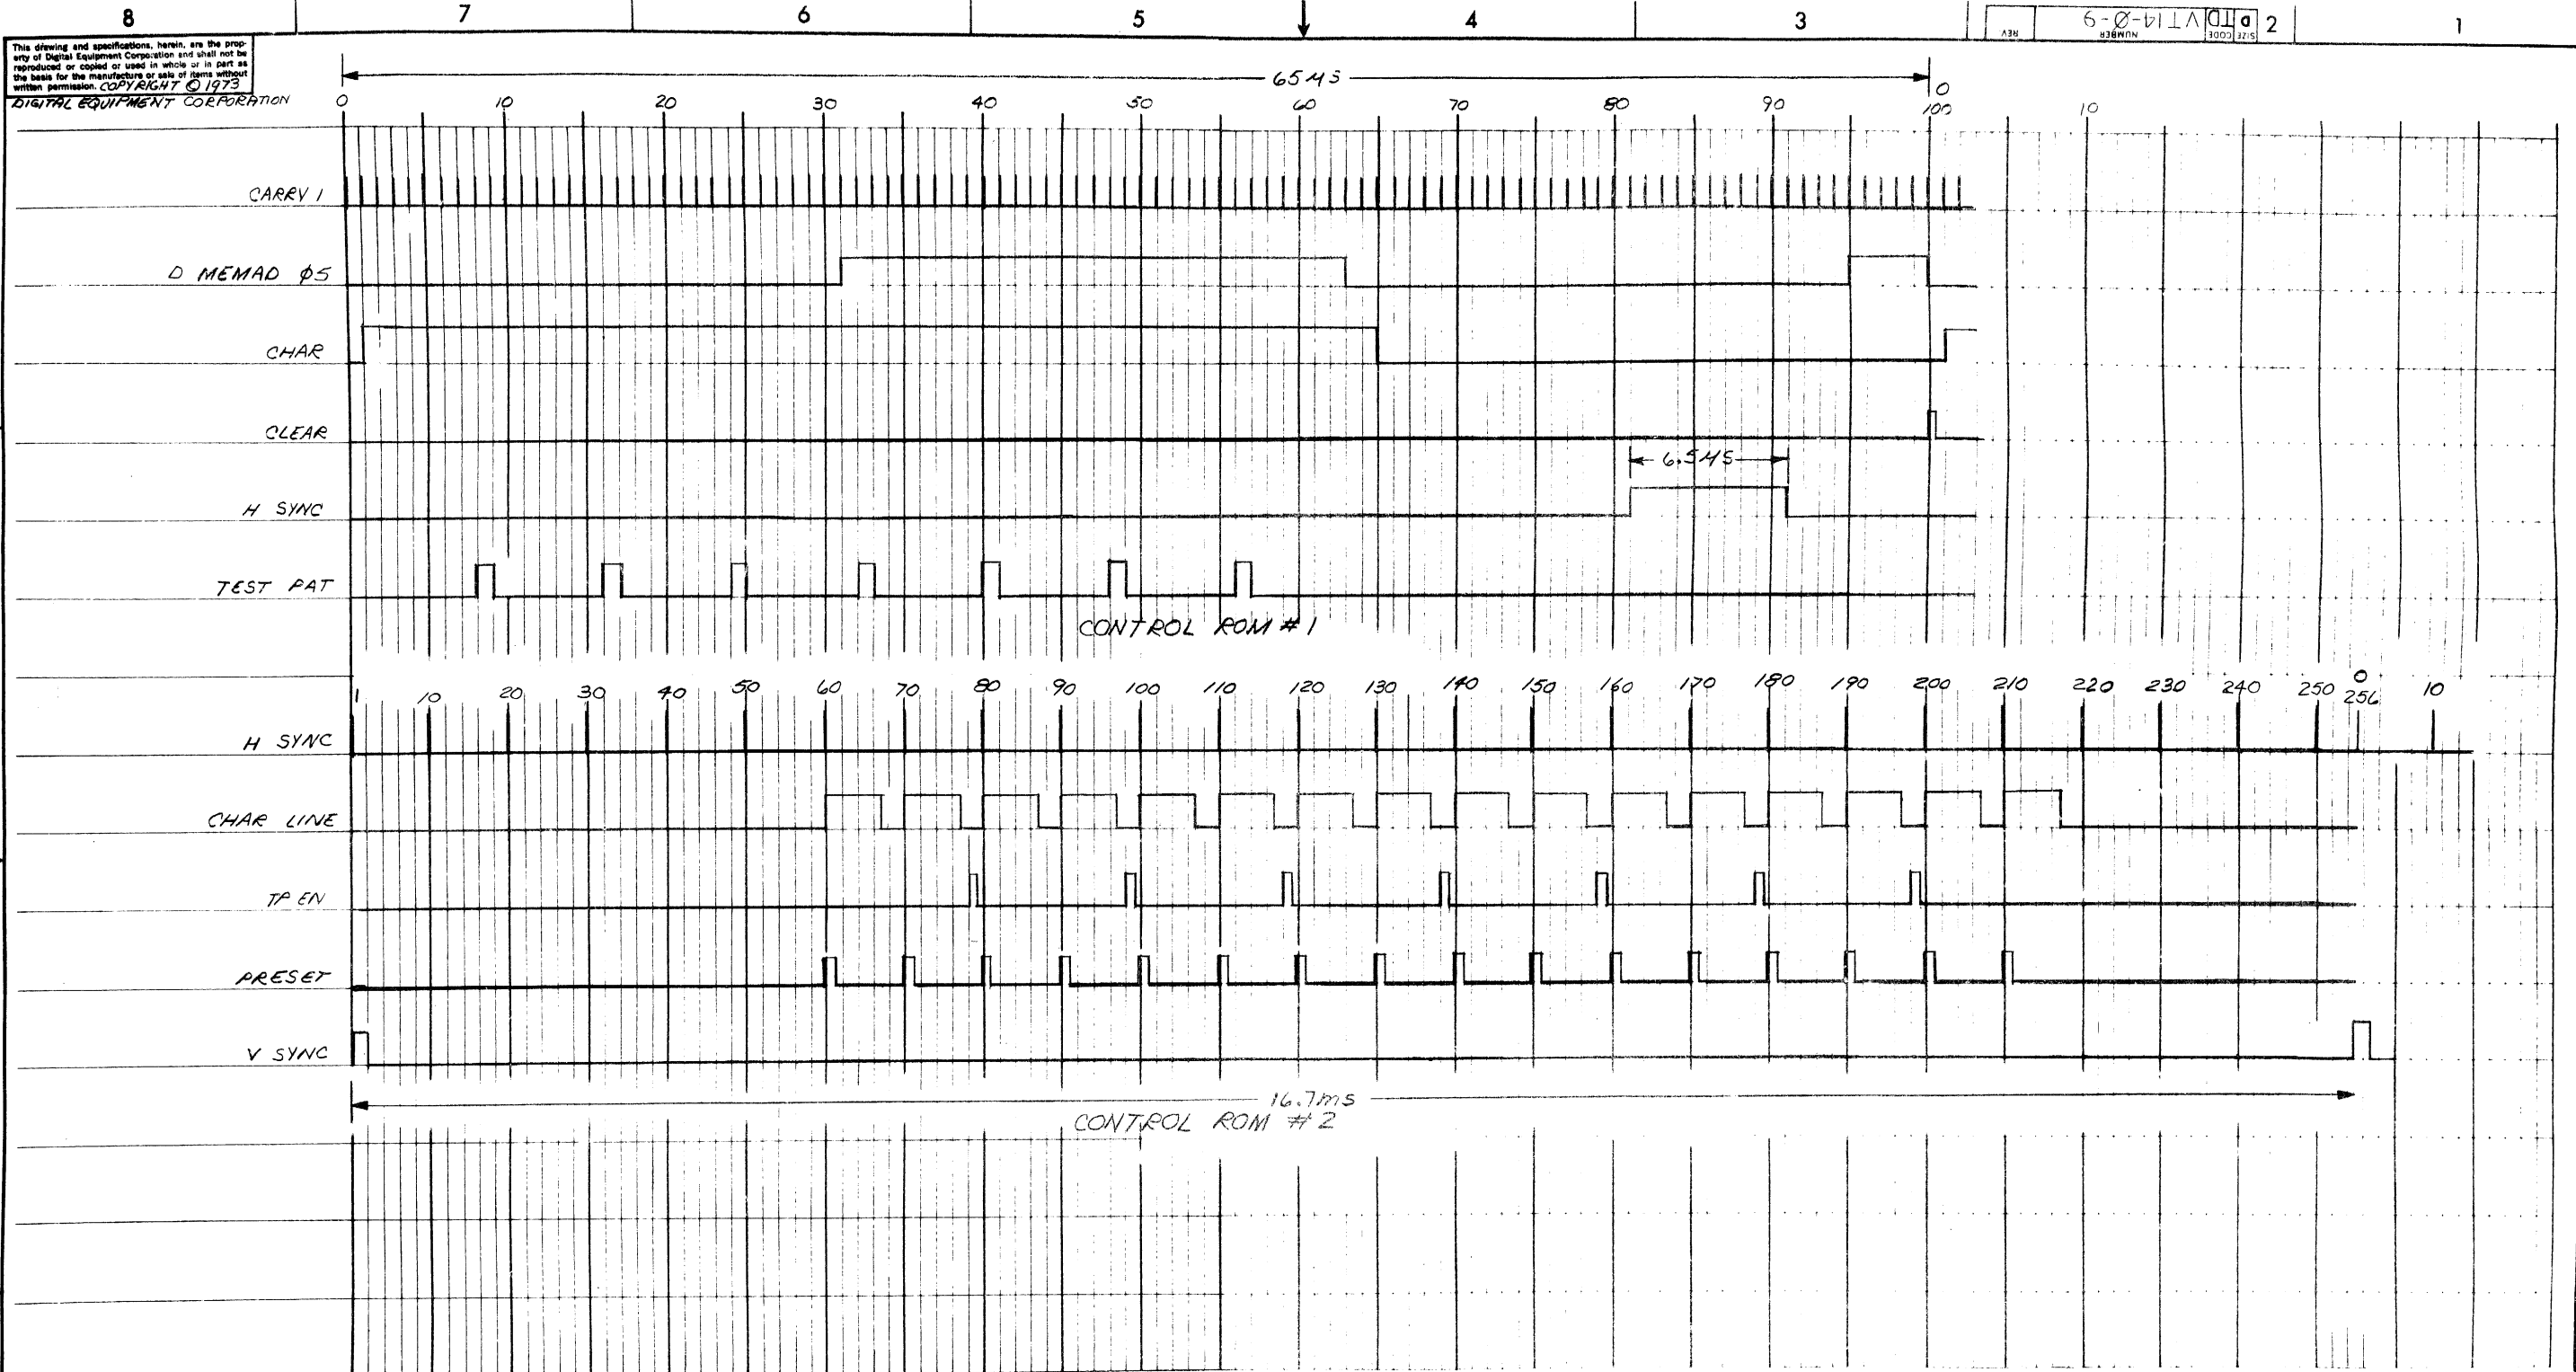 8 7 6 5 4 3 2 1
SIZE D CODE TD NUMBER VT14-Ø-9 REV
This drawing and specifications, herein, are the prop-
erty of Digital Equipment Corporation and shall not be
reproduced or copied or used in whole or in part as
the basis for the manufacture or sale of items without
written permission. COPYRIGHT © 1973
DIGITAL EQUIPMENT CORPORATION
65 µS
0
0 10 20 30 40 50 60 70 80 90 100 10
CARRY 1
D MEMAD Ø5
CHAR
CLEAR
6.5 µS
H SYNC
TEST PAT
CONTROL ROM #1
0
1 10 20 30 40 50 60 70 80 90 100 110 120 130 140 150 160 170 180 190 200 210 220 230 240 250 256 10
H SYNC
CHAR LINE
TP EN
PRESET
V SYNC
16.7ms
CONTROL ROM #2